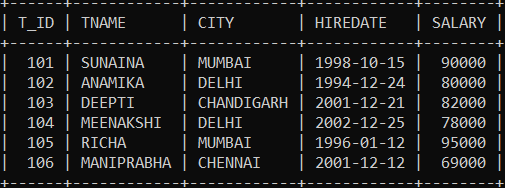 +------+------------+------------+------------+--------+
| T_ID | TNAME      | CITY       | HIREDATE   | SALARY |
+------+------------+------------+------------+--------+
|  101 | SUNAINA    | MUMBAI     | 1998-10-15 |  90000 |
|  102 | ANAMIKA    | DELHI      | 1994-12-24 |  80000 |
|  103 | DEEPTI     | CHANDIGARH | 2001-12-21 |  82000 |
|  104 | MEENAKSHI  | DELHI      | 2002-12-25 |  78000 |
|  105 | RICHA      | MUMBAI     | 1996-01-12 |  95000 |
|  106 | MANIPRABHA | CHENNAI    | 2001-12-12 |  69000 |
+------+------------+------------+------------+--------+